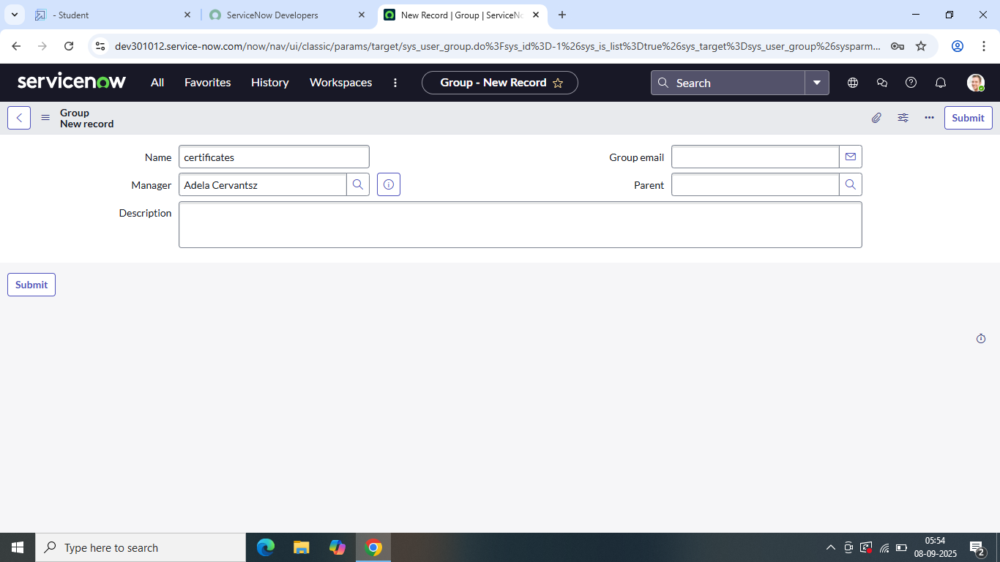 - Student
ServiceNow Developers
New Record | Group | ServiceNo
dev301012.service-now.com/now/nav/ui/classic/params/target/sys_user_group.do%3Fsys_id%3D-1%26sys_is_list%3Dtrue%26sys_target%3Dsys_user_group%26sysparm...
servicenow
All
Favorites
History
Workspaces
Group - New Record
Search
Group
New record
Submit
Name
certificates
Group email
Manager
Adela Cervantsz
Parent
Description
Submit
Type here to search
05:54
08-09-2025
2